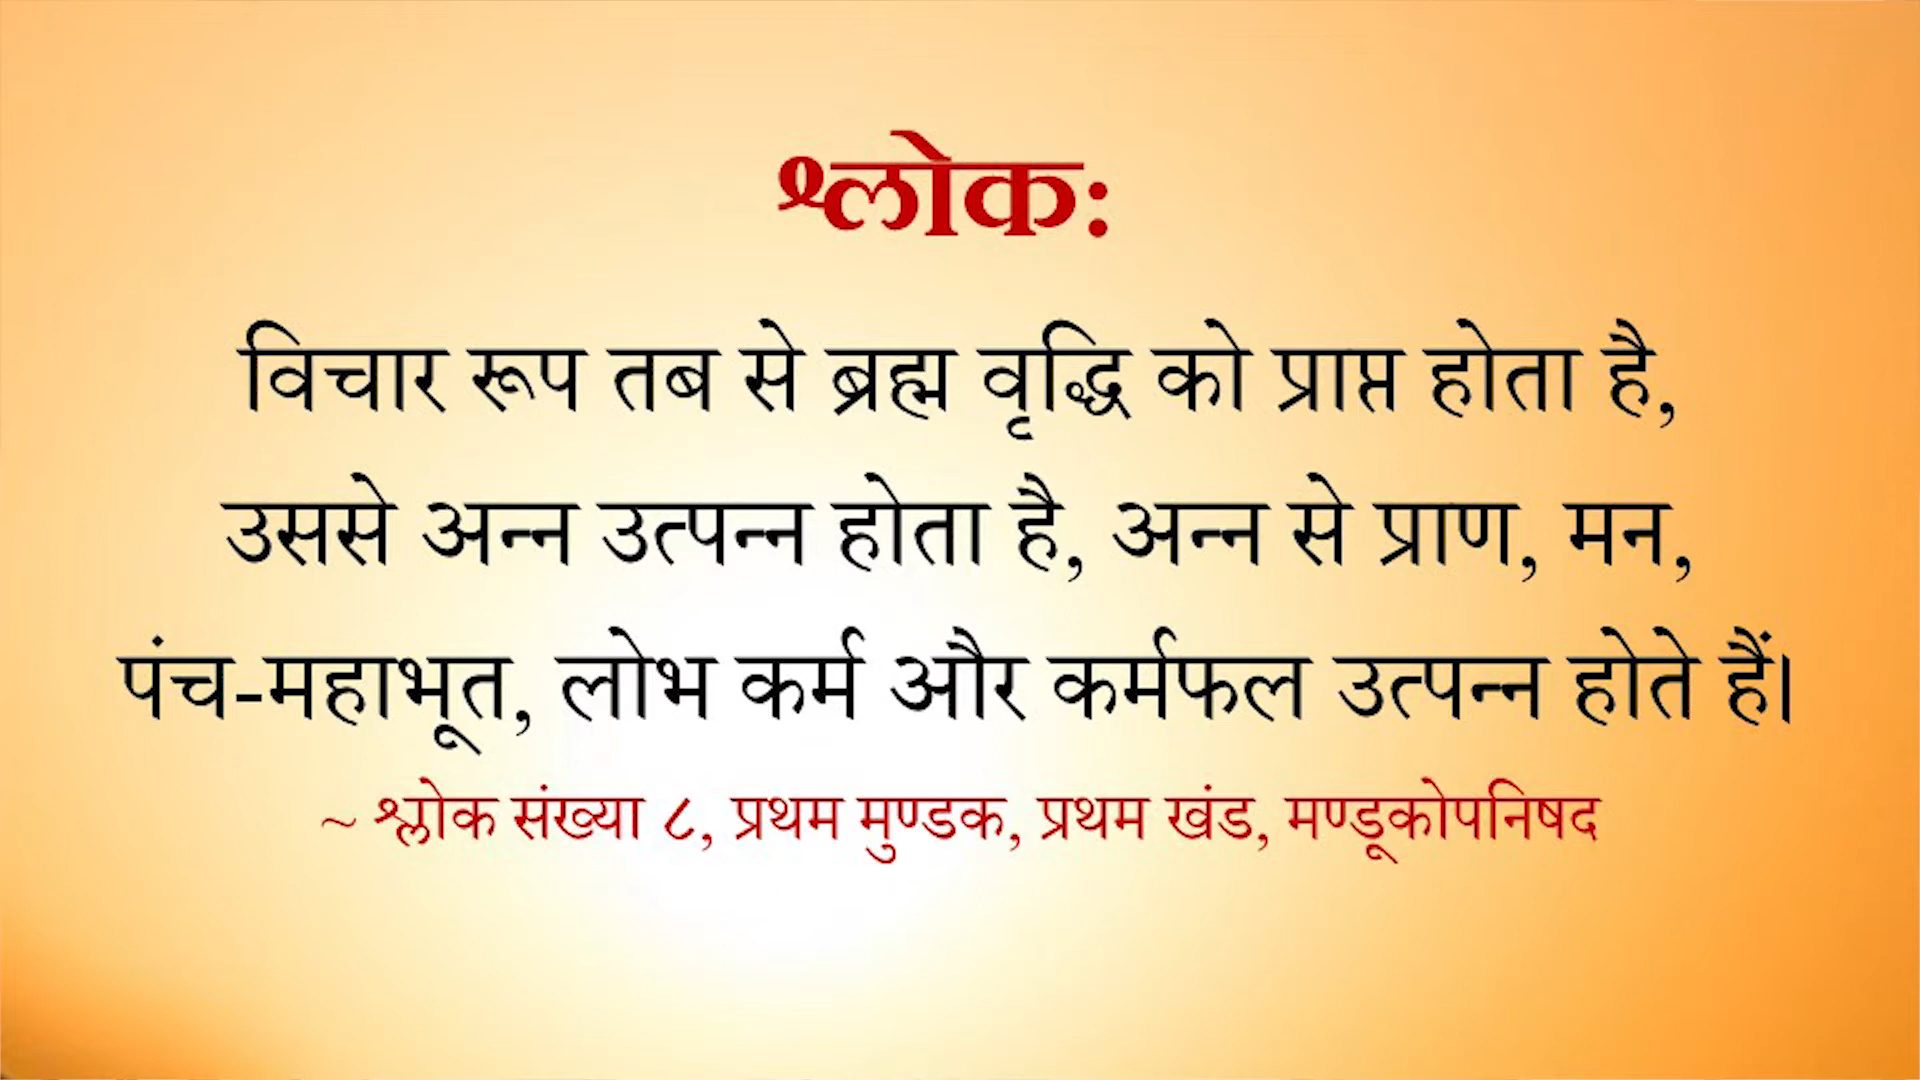 श्लोक:
विचार रूप तब से ब्रह्म वृद्धि को प्राप्त होता है,
उससे अन्न उत्पन्न होता है, अन्न से प्राण, मन,
पंच-महाभूत, लोभ कर्म और कर्मफल उत्पन्न होते हैं।
~ श्लोक संख्या ८, प्रथम मुण्डक, प्रथम खंड, मण्डूकोपनिषद